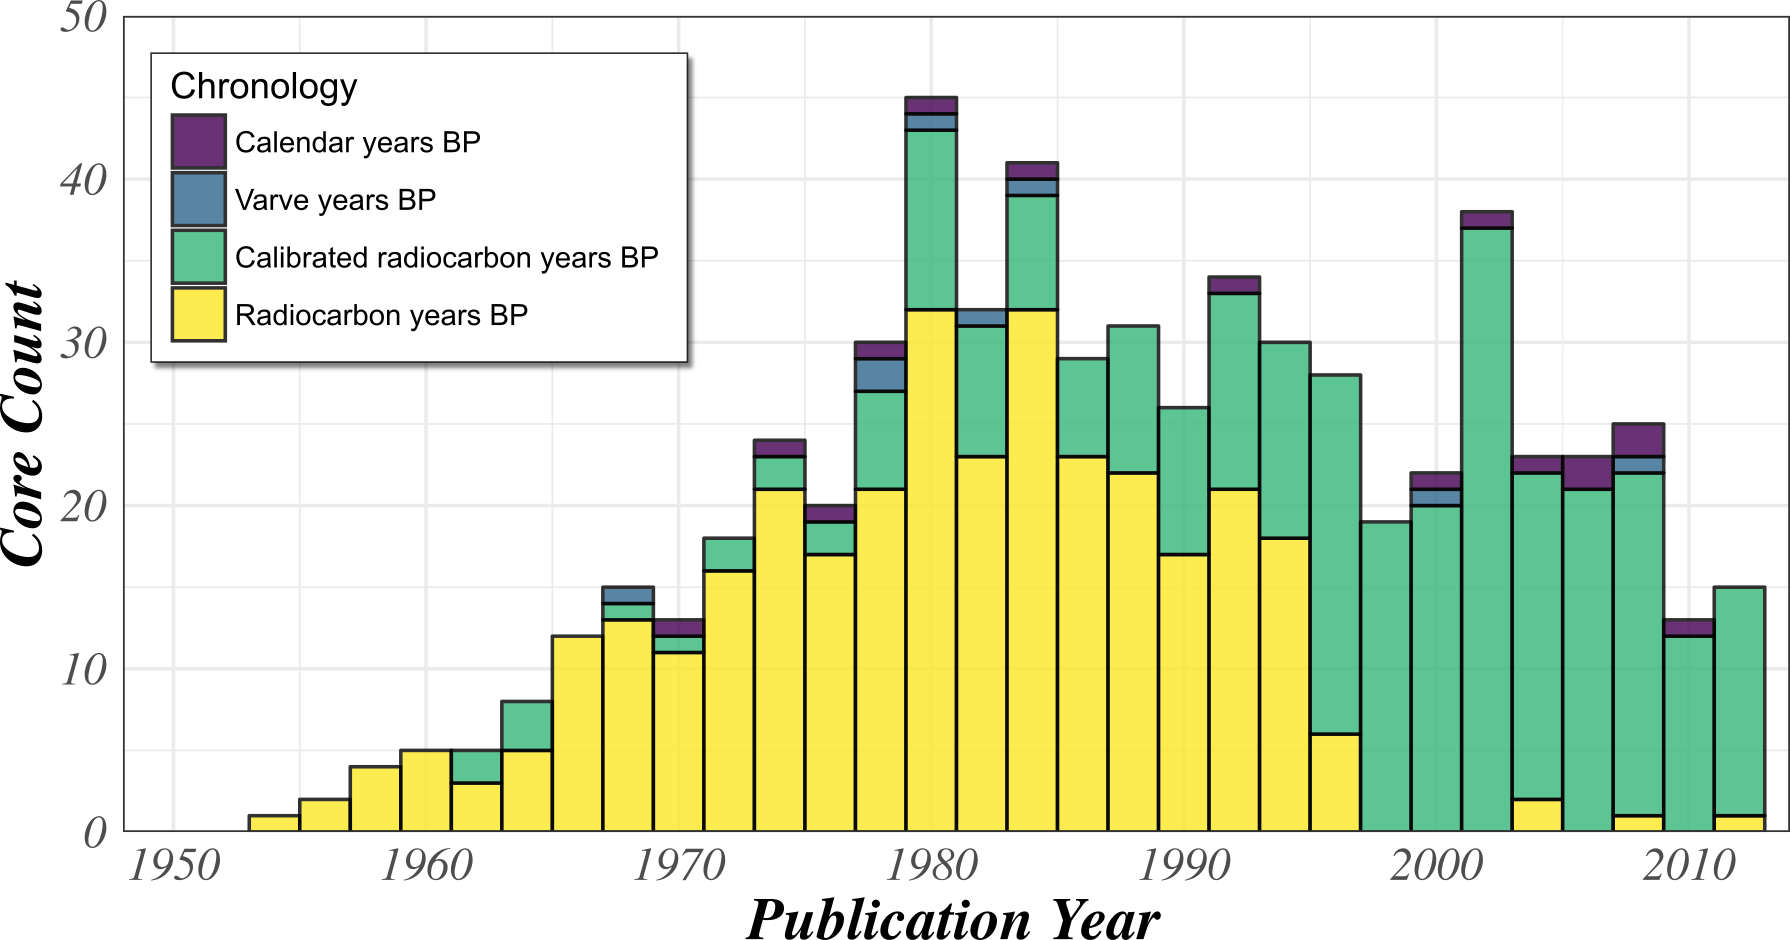 50
40
30
20
10
0
Core Count
Chronology
Calendar years BP
Varve years BP
Calibrated radiocarbon years BP
Radiocarbon years BP
1950 1960 1970 1980 1990 2000 2010
Publication Year